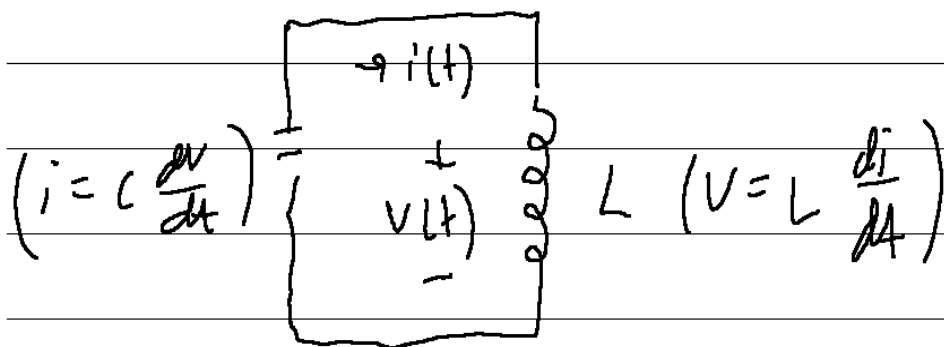 → i(t)
(i = C dv/dt)
+
V(t)
−
L (V = L di/dt)